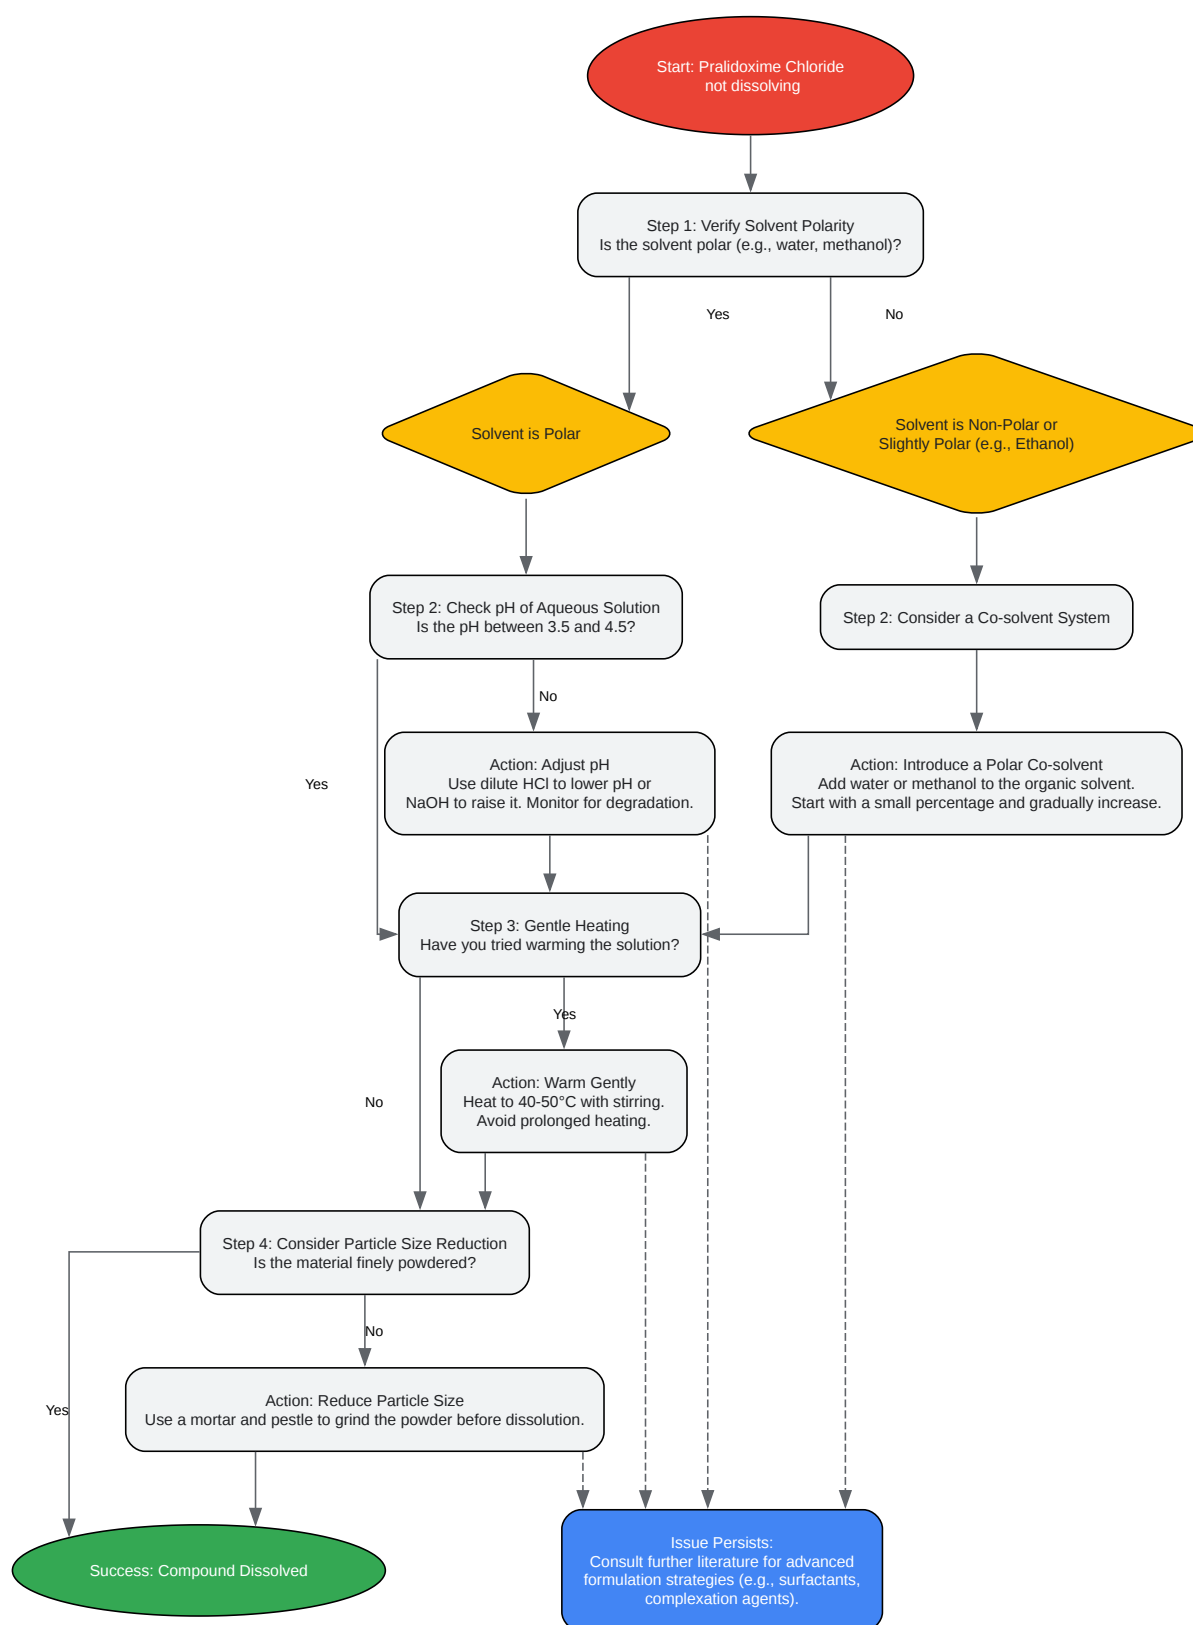 Start: Pralidoxime Chloride
not dissolving
Step 1: Verify Solvent Polarity
Is the solvent polar (e.g., water, methanol)?
Yes
No
Solvent is Polar
Solvent is Non-Polar or
Slightly Polar (e.g., Ethanol)
Step 2: Check pH of Aqueous Solution
Is the pH between 3.5 and 4.5?
Step 2: Consider a Co-solvent System
No
Yes
Action: Adjust pH
Use dilute HCl to lower pH or
NaOH to raise it. Monitor for degradation.
Action: Introduce a Polar Co-solvent
Add water or methanol to the organic solvent.
Start with a small percentage and gradually increase.
Step 3: Gentle Heating
Have you tried warming the solution?
Yes
No
Action: Warm Gently
Heat to 40-50°C with stirring.
Avoid prolonged heating.
Step 4: Consider Particle Size Reduction
Is the material finely powdered?
No
Yes
Action: Reduce Particle Size
Use a mortar and pestle to grind the powder before dissolution.
Success: Compound Dissolved
Issue Persists:
Consult further literature for advanced
formulation strategies (e.g., surfactants,
complexation agents).